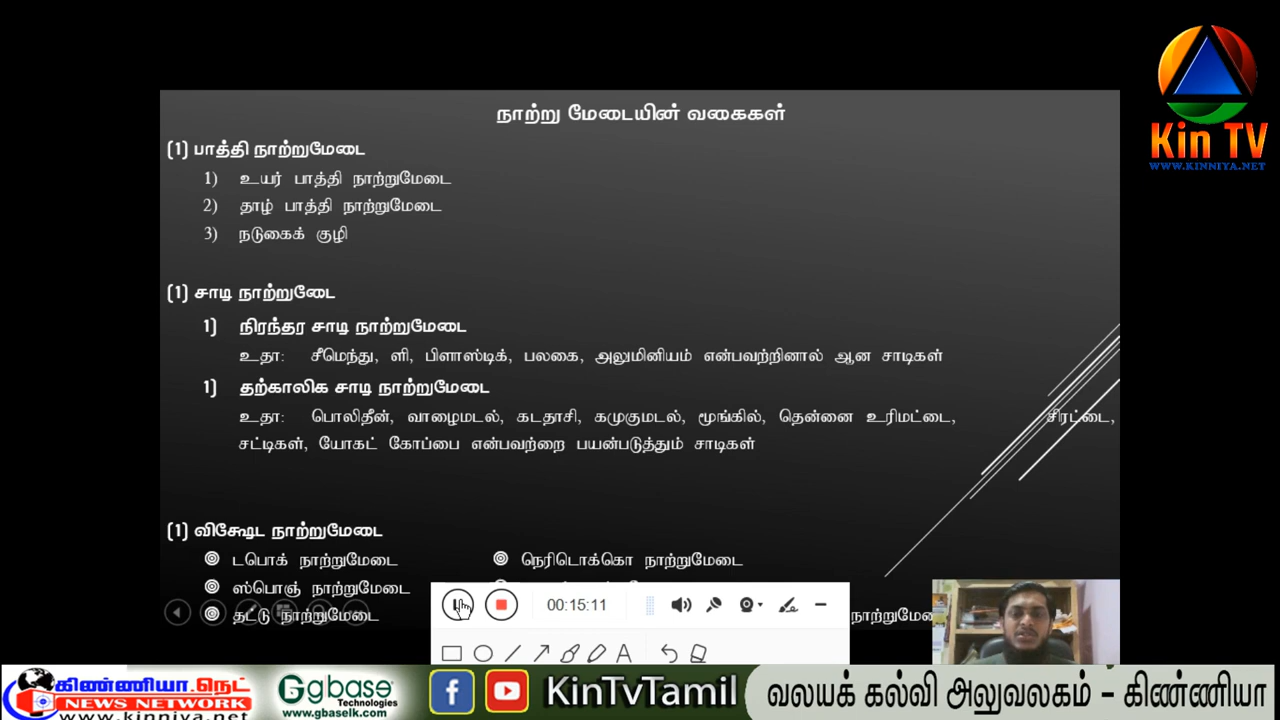 Kin TV
WWW.KINNIYA.NET
நாற்று மேடையின் வகைகள்
(1) பாத்தி நாற்றுமேடை
1) உயர் பாத்தி நாற்றுமேடை
2) தாழ் பாத்தி நாற்றுமேடை
3) நடுகைக் குழி
(1) சாடி நாற்றுடேை
1) நிரந்தர சாடி நாற்றுமேடை
உதா: சீமெந்து, ளி, பிளாஸ்டிக், பலகை, அலுமினியம் என்பவற்றினால் ஆன சாடிகள்
1) தற்காலிக சாடி நாற்றுமேடை
உதா: பொலிதீன், வாழைமடல், கடதாசி, கமுகுமடல், மூங்கில், தென்னை உரிமட்டை, சிரட்டை,
சட்டிகள், யோகட் கோப்பை என்பவற்றை பயன்படுத்தும் சாடிகள்
(1) விசேஷேட நாற்றுமேடை
டபொக் நாற்றுமேடை நெரிடொக்கொ நாற்றுமேடை
ஸ்பொஞ் நாற்றுமேடை
தட்டு நாற்றுமேடை
00:15:11
கிண்ணியா.நெட்
NEWS NETWORK
www.kinniya.net
Ggbase
Technologies
www.gbaselk.com
KinTvTamil
வலயக் கல்வி அலுவலகம் - கிண்ணியா